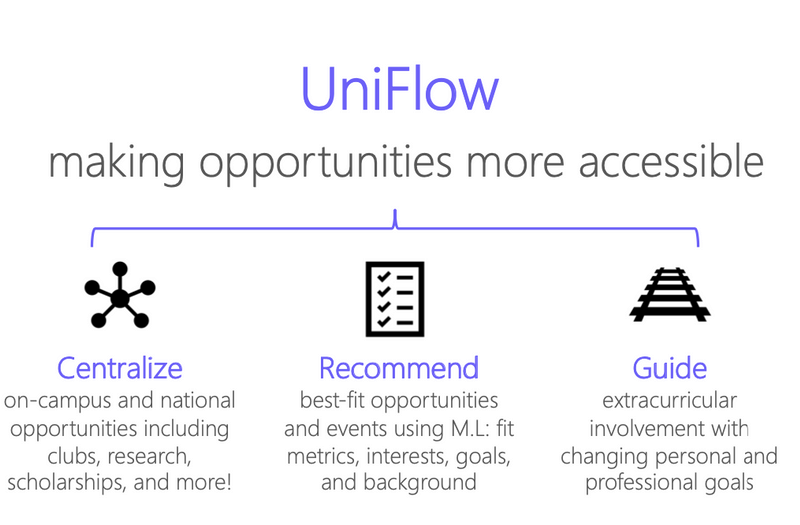 UniFlow
making opportunities more accessible
Centralize
on-campus and national
opportunities including
clubs, research,
scholarships, and more!
Recommend
best-fit opportunities
and events using M.L: fit
metrics, interests, goals,
and background
Guide
extracurricular
involvement with
changing personal and
professional goals